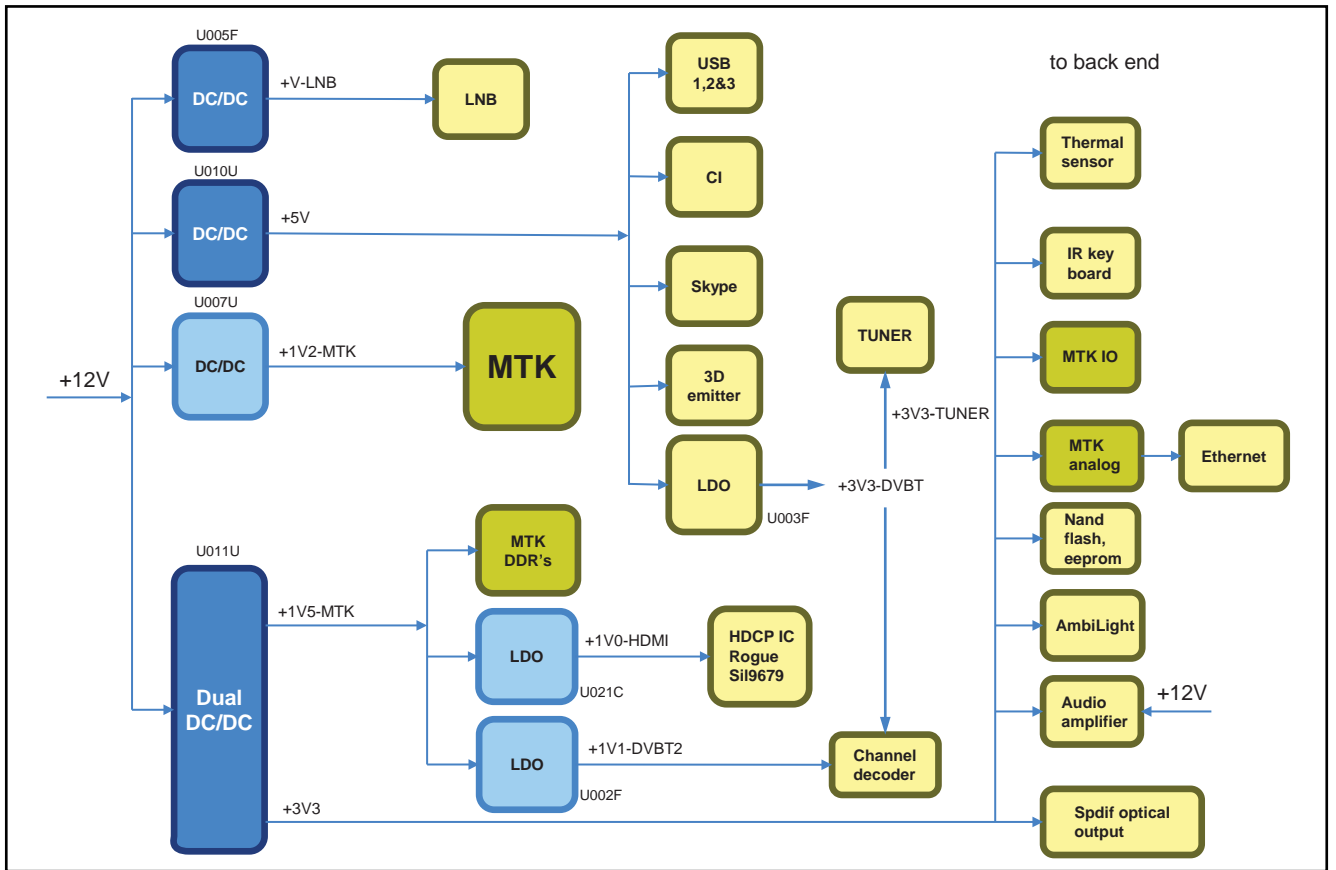 U005F
DC/DC
+V-LNB
LNB
U010U
DC/DC
+5V
U007U
DC/DC
+1V2-MTK
MTK
+12V
U011U
Dual
DC/DC
+1V5-MTK
+3V3
MTK
DDR's
LDO
U021C
+1V0-HDMI
HDCP IC
Rogue
SiI9679
LDO
U002F
+1V1-DVBT2
Channel
decoder
USB
1,2&3
CI
Skype
3D
emitter
LDO
U003F
+3V3-DVBT
TUNER
+3V3-TUNER
to back end
Thermal
sensor
IR key
board
MTK IO
MTK
analog
Ethernet
Nand
flash,
eeprom
AmbiLight
Audio
amplifier
+12V
Spdif optical
output